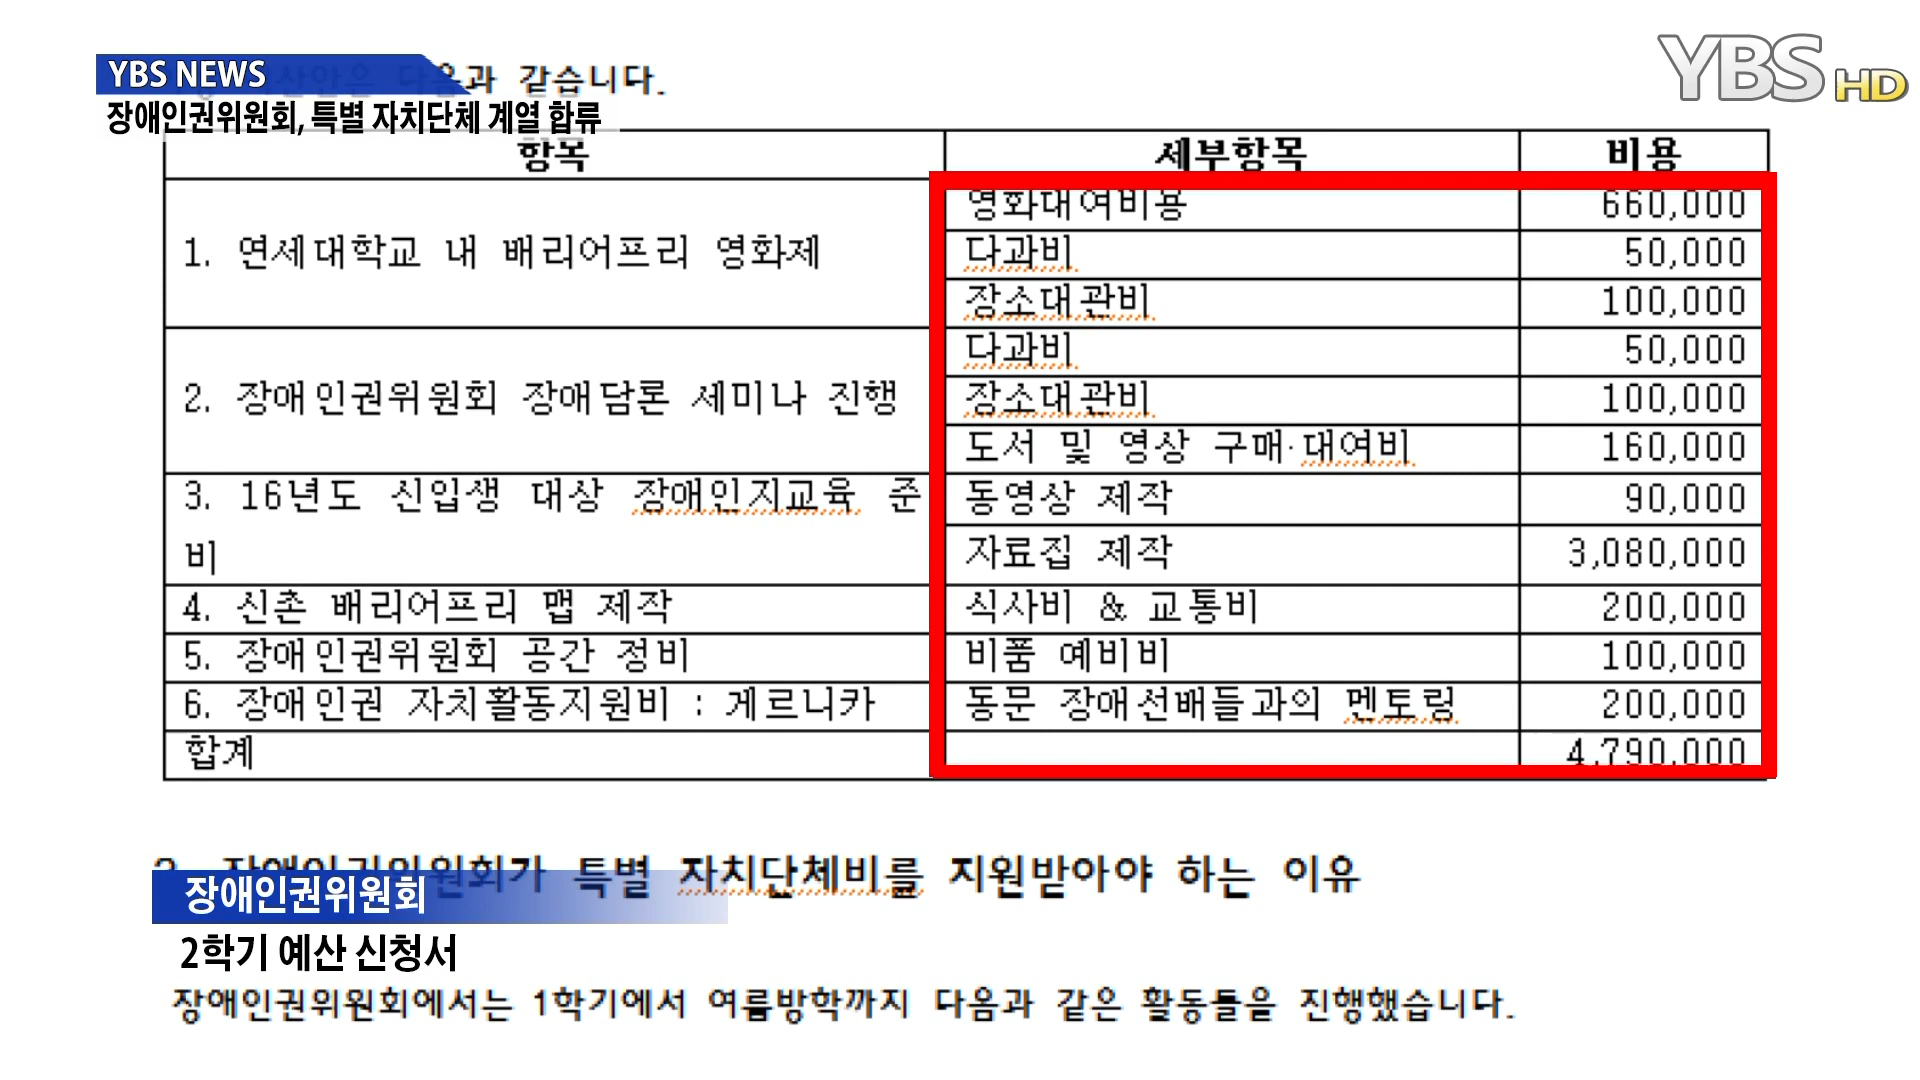 YBS NEWS
YBS HD
다음과 같습니다.
장애인권위원회, 특별 자치단체 계열 합류
항목 세부항목 비용
1. 연세대학교 내 배리어프리 영화제
영화대여비용 660,000
다과비 50,000
장소대관비 100,000
2. 장애인권위원회 장애담론 세미나 진행
다과비 50,000
장소대관비 100,000
도서 및 영상 구매·대여비 160,000
3. 16년도 신입생 대상 장애인지교육 준
비
동영상 제작 90,000
자료집 제작 3,080,000
4. 신촌 배리어프리 맵 제작 식사비 & 교통비 200,000
5. 장애인권위원회 공간 정비 비품 예비비 100,000
6. 장애인권 자치활동지원비 : 게르니카 동문 장애선배들과의 멘토링 200,000
합계 4,790,000
장애인권위원회가 특별 자치단체비를 지원받아야 하는 이유
장애인권위원회
2학기 예산 신청서
장애인권위원회에서는 1학기에서 여름방학까지 다음과 같은 활동들을 진행했습니다.